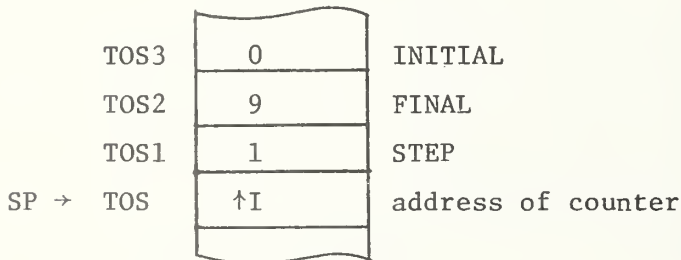 TOS3 0 INITIAL
TOS2 9 FINAL
TOS1 1 STEP
SP → TOS ↑I address of counter